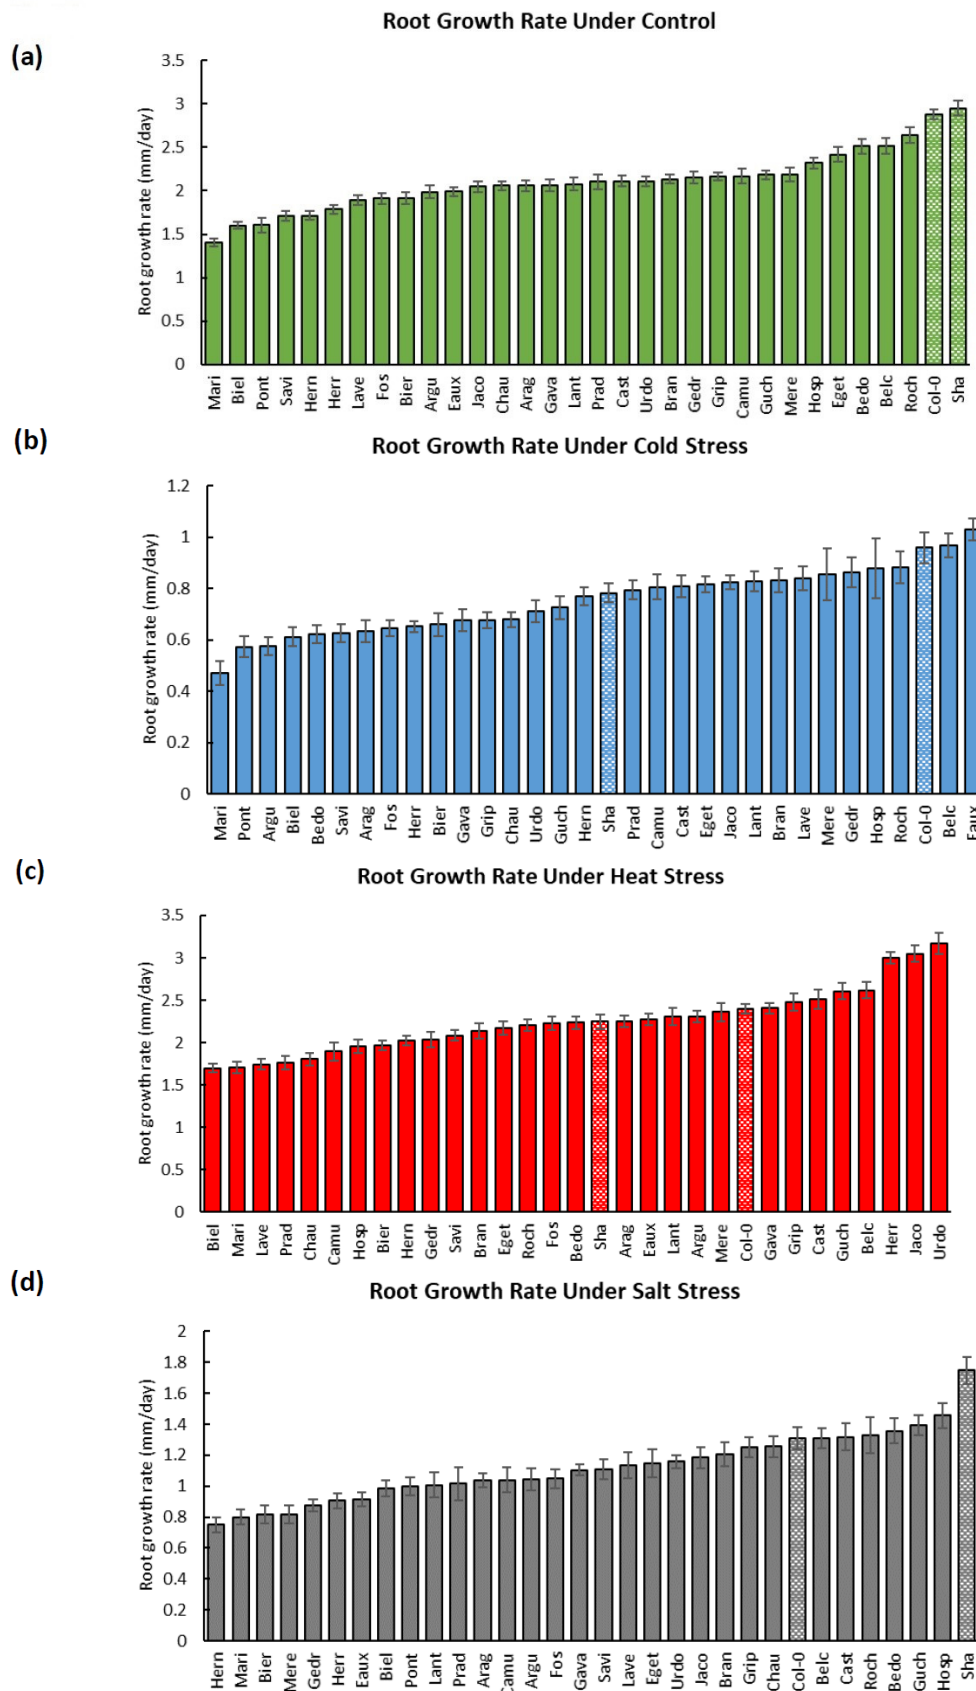 Root Growth Rate Under Control
(a)
Root growth rate (mm/day)
3.5
3
2.5
2
1.5
1
0.5
0
Mari Biel Pont Savi Hern Herr Lave Fos Bier Argu Eaux Jaco Chau Arag Gava Lant Prad Cast Urdo Bran Gedr Grip Camu Guch Mere Hosp Eget Bedo Belc Roch Col-0 Sha
(b)
Root Growth Rate Under Cold Stress
Root growth rate (mm/day)
1.2
1
0.8
0.6
0.4
0.2
0
Mari Pont Argu Biel Bedo Savi Arag Fos Herr Bier Gava Grip Chau Urdo Guch Hern Sha Prad Camu Cast Eget Jaco Lant Bran Lave Mere Gedr Hosp Roch Col-0 Belc Eaux
(c)
Root Growth Rate Under Heat Stress
Root growth rate (mm/day)
3.5
3
2.5
2
1.5
1
0.5
0
Biel Mari Lave Prad Chau Camu Hosp Bier Hern Gedr Savi Bran Eget Roch Fos Bedo Sha Arag Eaux Lant Argu Mere Col-0 Gava Grip Cast Guch Belc Herr Jaco Urdo
(d)
Root Growth Rate Under Salt Stress
Root growth rate (mm/day)
2
1.8
1.6
1.4
1.2
1
0.8
0.6
0.4
0.2
0
Hern Mari Bier Mere Gedr Herr Eaux Biel Pont Lant Prad Arag Camu Argu Fos Gava Savi Lave Eget Urdo Jaco Bran Grip Chau Col-0 Belc Cast Roch Bedo Guch Hosp Sha